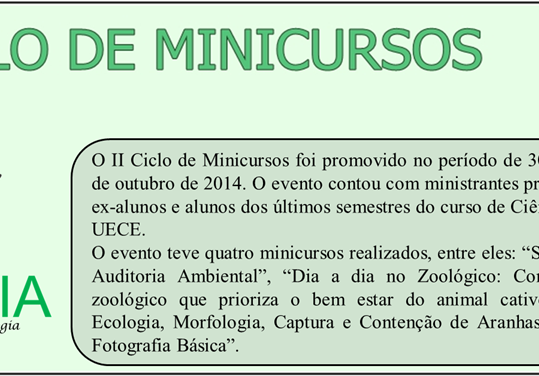 LO DE MINICURSOS
O II Ciclo de Minicursos foi promovido no período de 30
de outubro de 2014. O evento contou com ministrantes pr
ex-alunos e alunos dos últimos semestres do curso de Ciê
UECE.
O evento teve quatro minicursos realizados, entre eles: “S
Auditoria Ambiental”, “Dia a dia no Zoológico: Con
zoológico que prioriza o bem estar do animal cativo
Ecologia, Morfologia, Captura e Contenção de Aranhas
Fotografia Básica”.
IA
gia